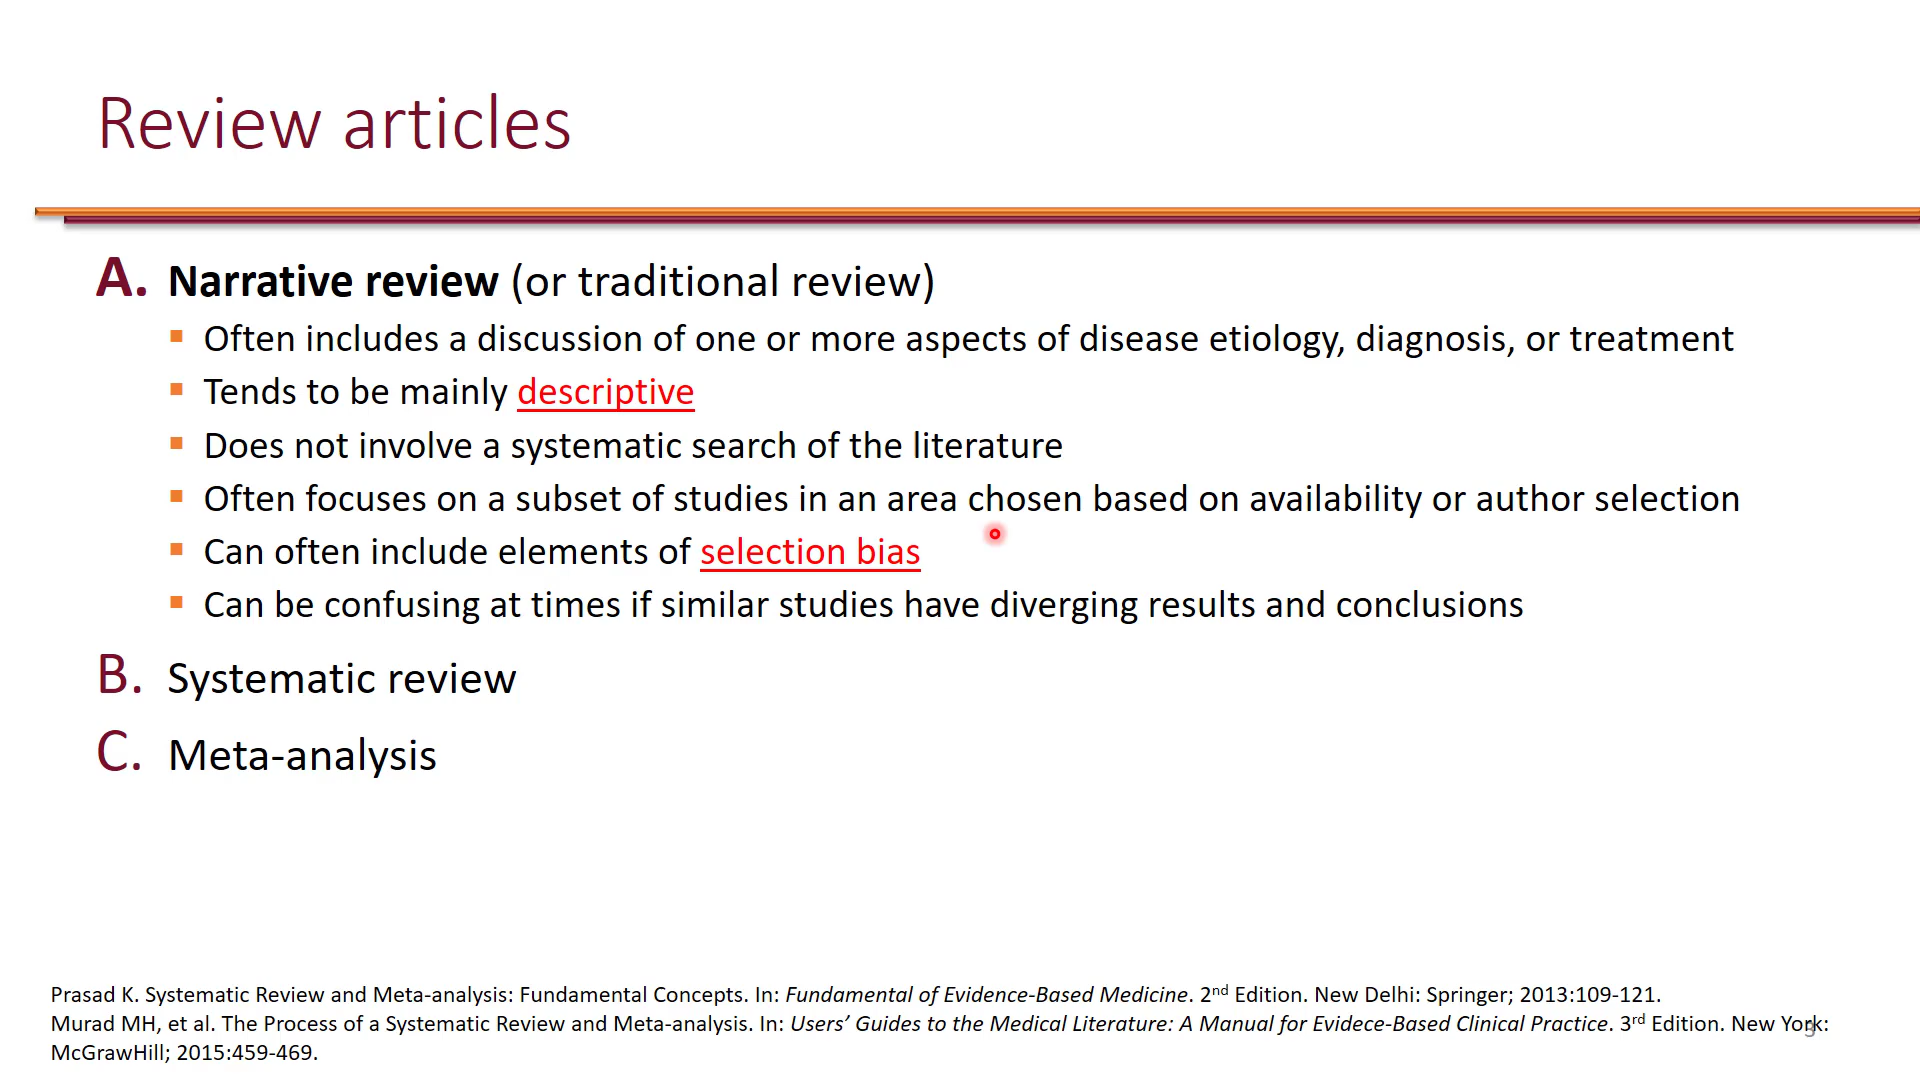 Review articles
A. Narrative review (or traditional review)
▪ Often includes a discussion of one or more aspects of disease etiology, diagnosis, or treatment
▪ Tends to be mainly descriptive
▪ Does not involve a systematic search of the literature
▪ Often focuses on a subset of studies in an area chosen based on availability or author selection
▪ Can often include elements of selection bias
▪ Can be confusing at times if similar studies have diverging results and conclusions
B. Systematic review
C. Meta-analysis
Prasad K. Systematic Review and Meta-analysis: Fundamental Concepts. In: Fundamental of Evidence-Based Medicine. 2nd Edition. New Delhi: Springer; 2013:109-121.
Murad MH, et al. The Process of a Systematic Review and Meta-analysis. In: Users’ Guides to the Medical Literature: A Manual for Evidece-Based Clinical Practice. 3rd Edition. New York:
McGrawHill; 2015:459-469.
3